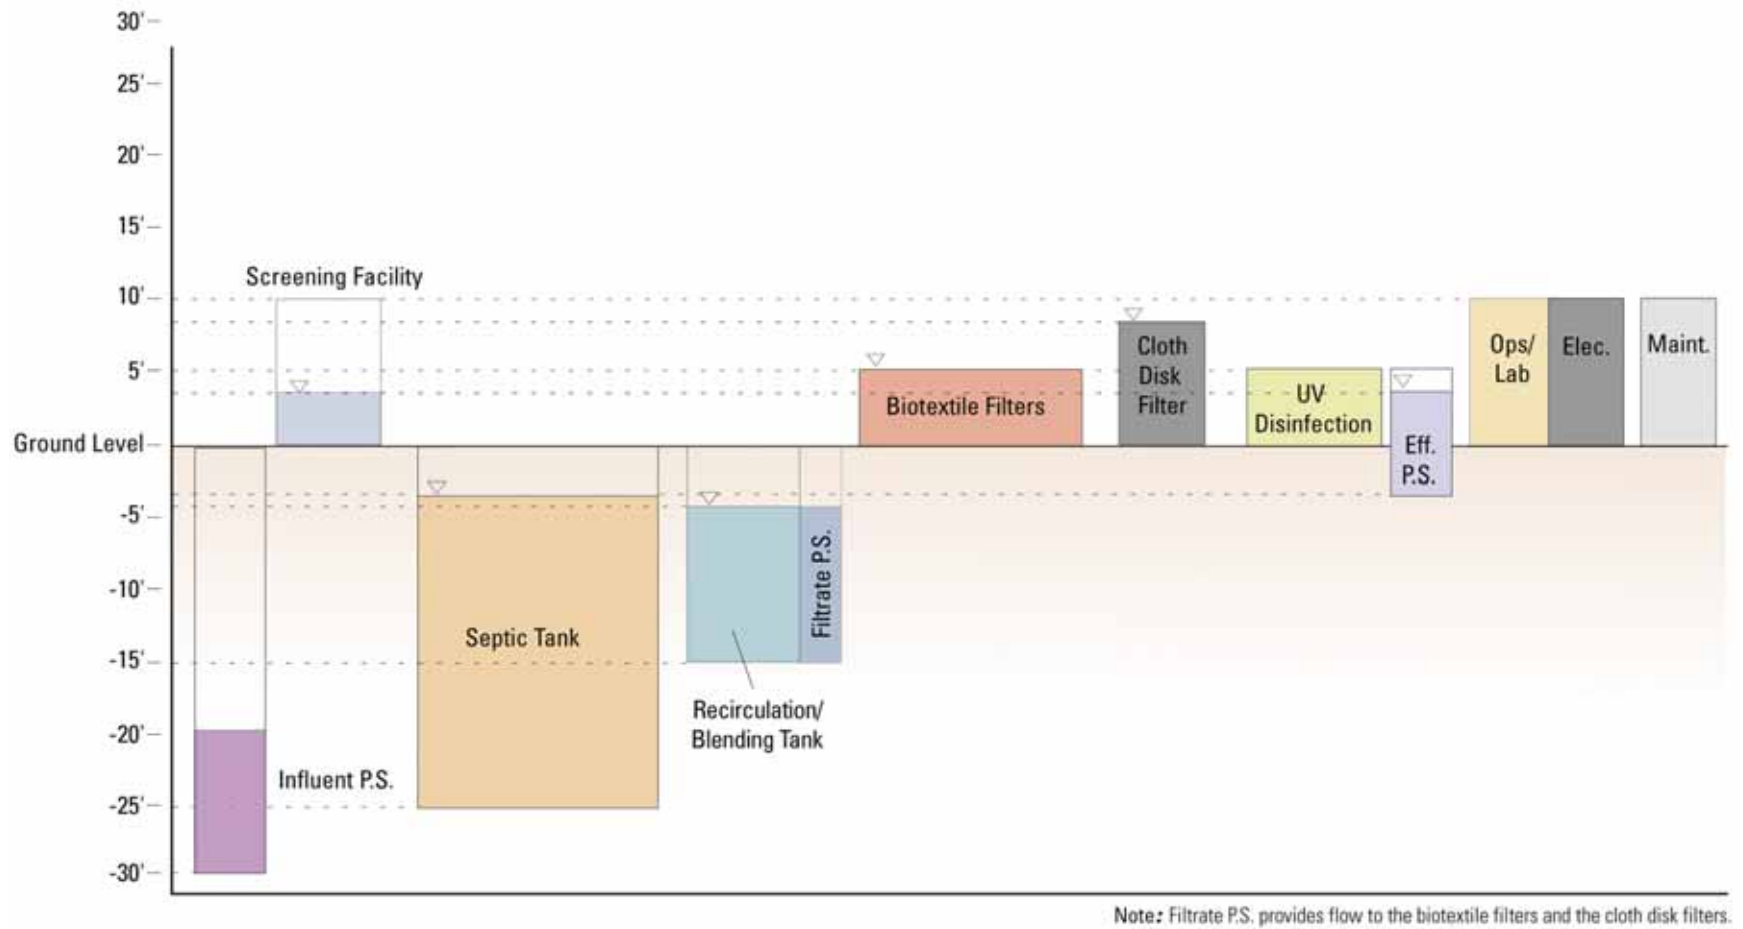 30'
25'
20'
15'
10'
5'
Ground Level
-5'
-10'
-15'
-20'
-25'
-30'
Screening Facility
Influent P.S.
Septic Tank
Recirculation/
Blending Tank
Filtrate P.S.
Biotextile Filters
Cloth
Disk
Filter
UV
Disinfection
Eff.
P.S.
Ops/
Lab
Elec.
Maint.
Note: Filtrate P.S. provides flow to the biotextile filters and the cloth disk filters.